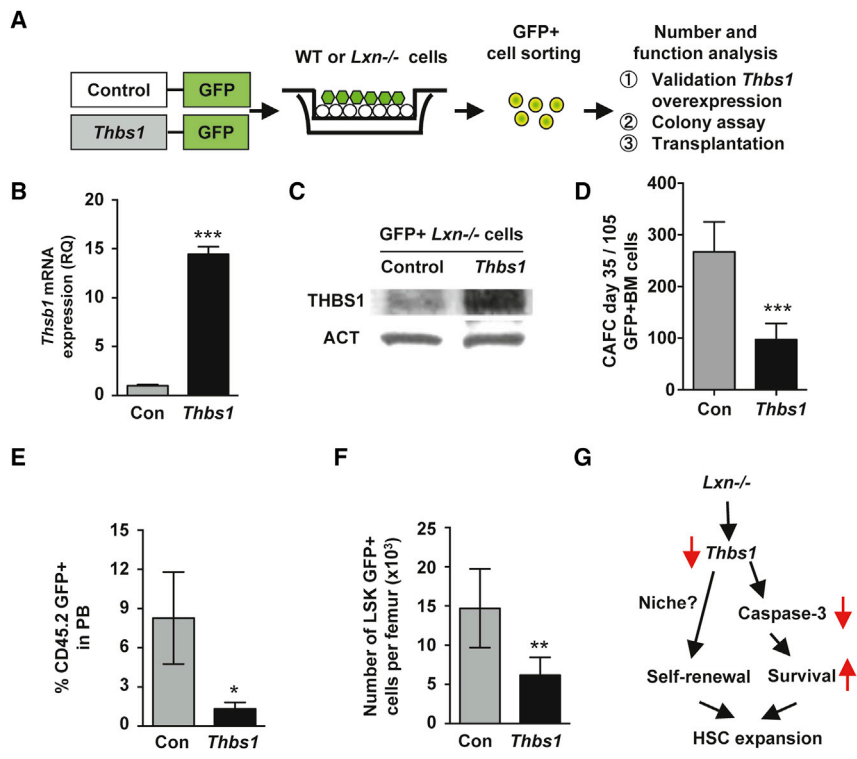 A
Control
GFP
Thbs1
GFP
WT or Lxn-/- cells
GFP+
cell sorting
Number and
function analysis
① Validation Thbs1
overexpression
② Colony assay
③ Transplantation
B
Thsb1 mRNA
expression (RQ)
20
15
10
5
0
***
Con
Thbs1
C
GFP+ Lxn-/- cells
Control
Thbs1
THBS1
ACT
D
CAFC day 35 / 105
GFP+BM cells
400
300
200
100
0
***
Con
Thbs1
E
% CD45.2 GFP+
in PB
15
12
9
6
3
0
*
Con
Thbs1
F
Number of LSK GFP+
cells per femur (x10³)
25
20
15
10
5
0
**
Con
Thbs1
G
Lxn-/-
Thbs1
Niche?
Caspase-3
Self-renewal
Survival
HSC expansion